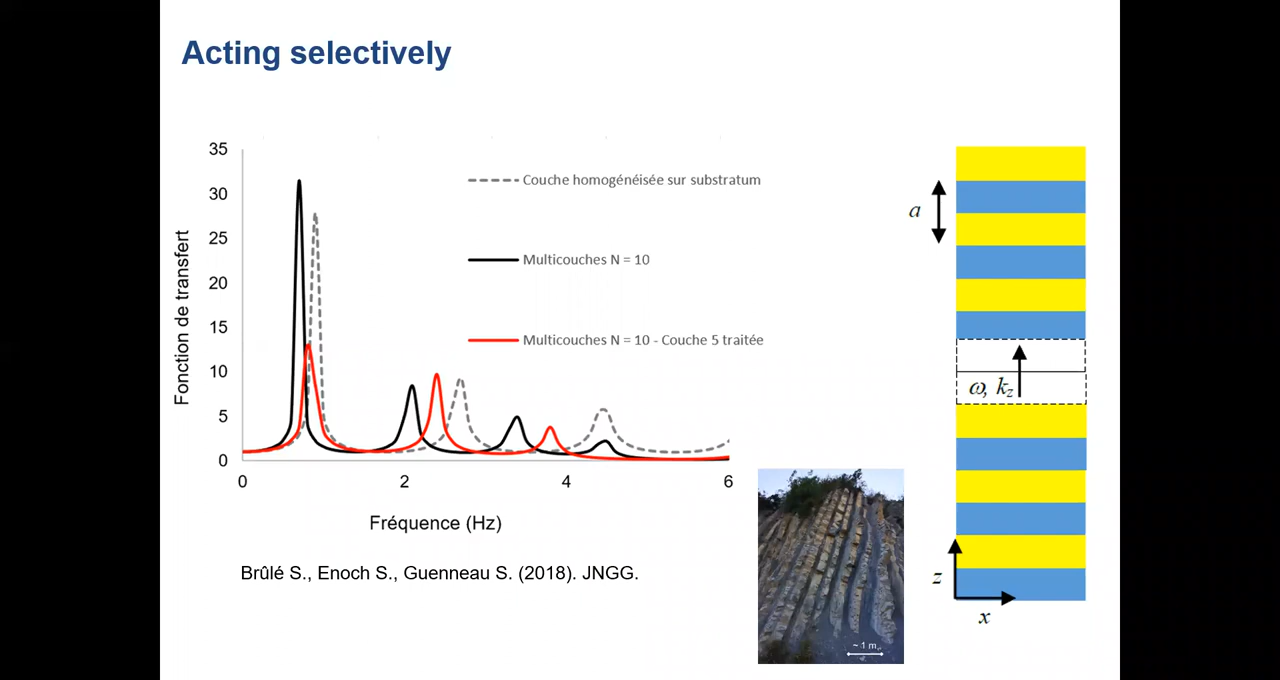 Acting selectively
Fonction de transfert
35
30
25
20
15
10
5
0
0
2
4
6
Fréquence (Hz)
Couche homogénéisée sur substratum
Multicouches N = 10
Multicouches N = 10 - Couche 5 traitée
Brûlé S., Enoch S., Guenneau S. (2018). JNGG.
~ 1 m
a
ω, kz
z
x